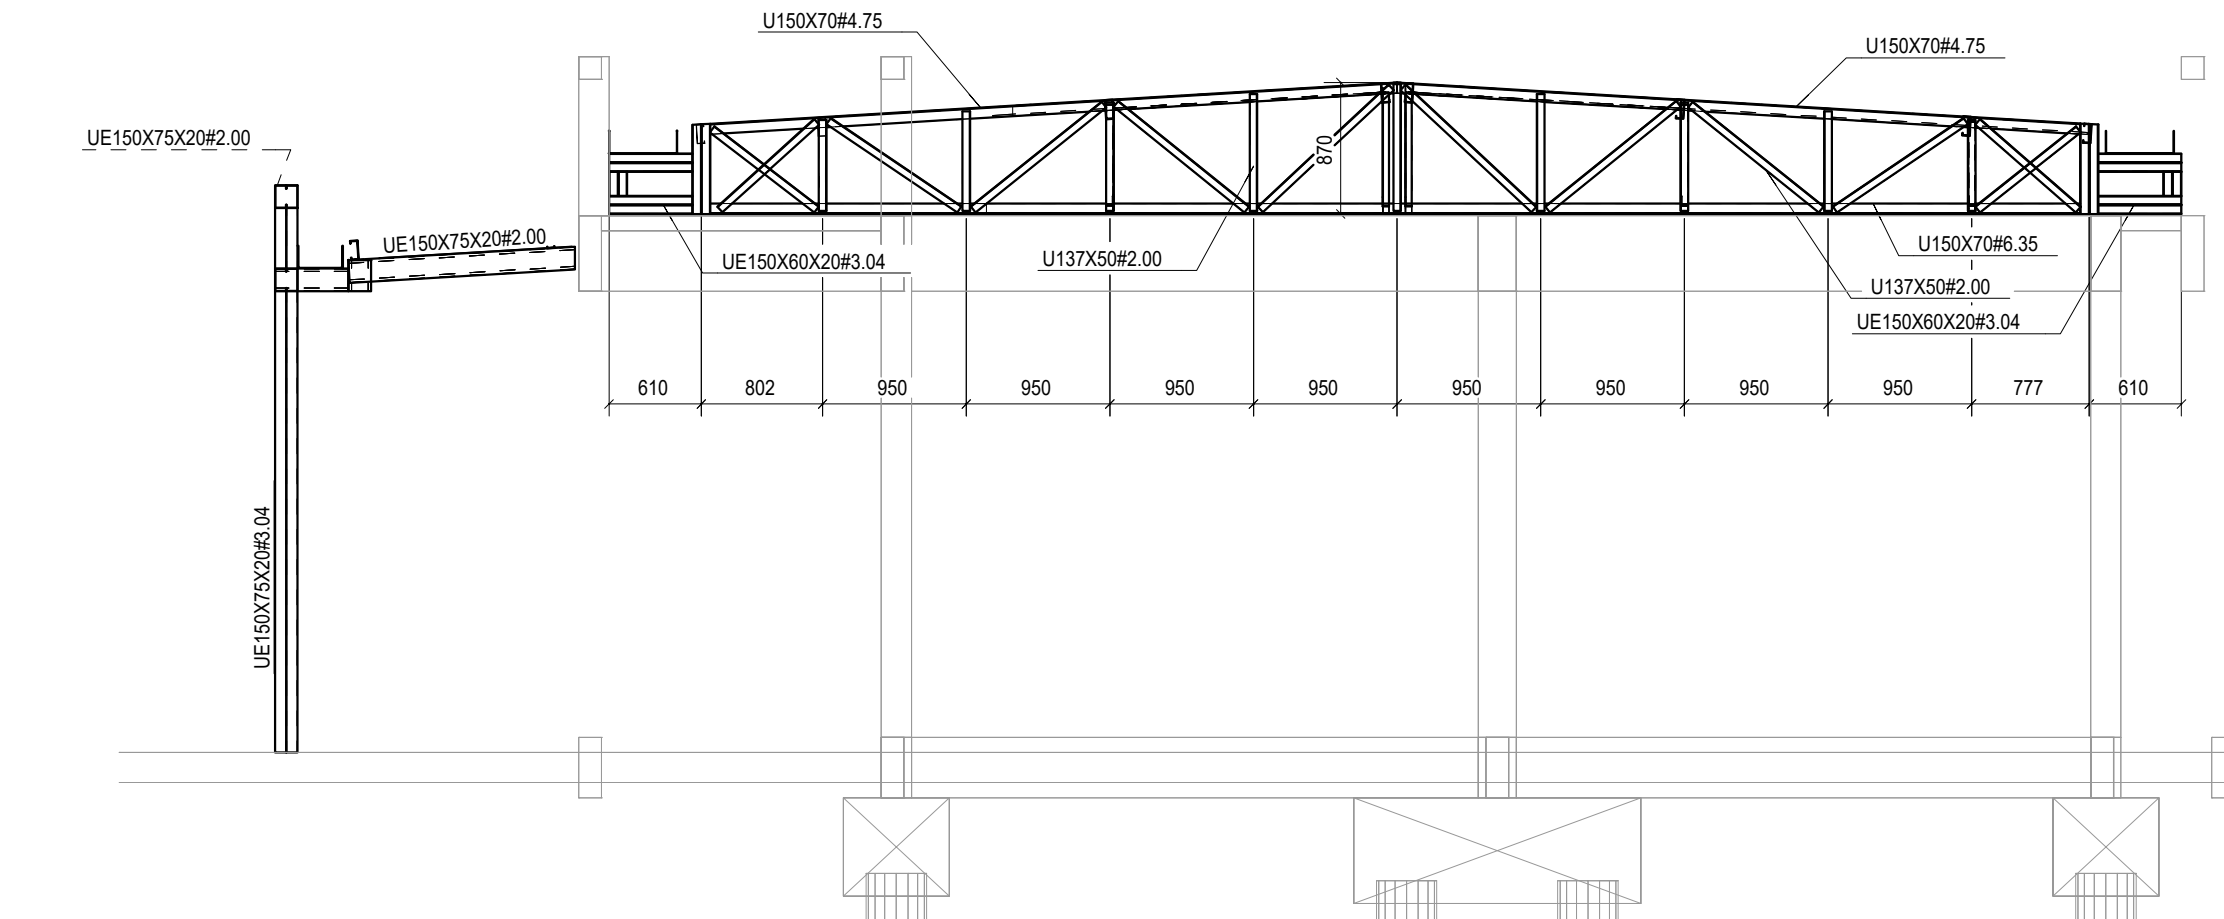 U150X70#4.75
U150X70#4.75
UE150X75X20#2.00
870
UE150X75X20#2.00
UE150X60X20#3.04
U137X50#2.00
U150X70#6.35
U137X50#2.00
UE150X60X20#3.04
610 802 950 950 950 950 950 950 950 950 777 610
UE150X75X20#3.04